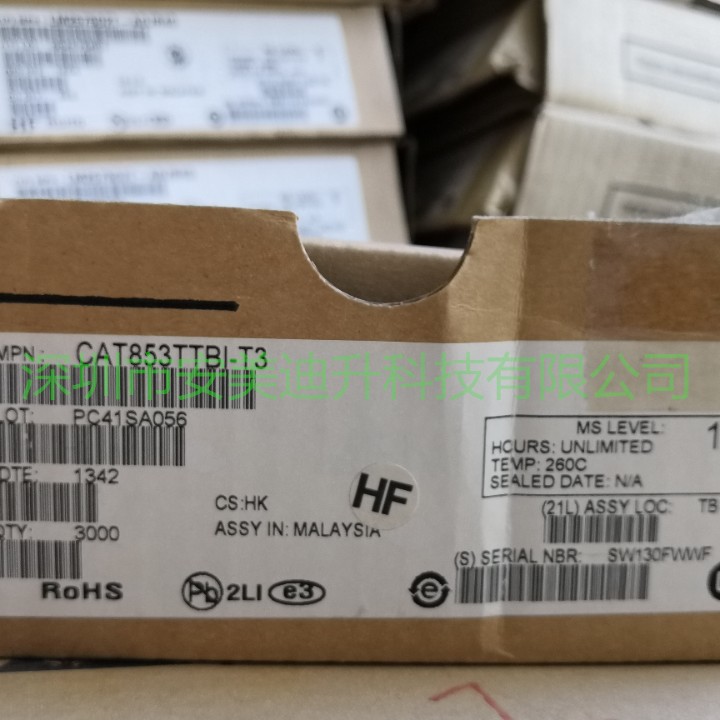 MPN: CAT853TTBI-T3
深圳市安美迪升科技有限公司
LOT: PC41SA056
DTE: 1342
QTY: 3000
CS:HK
ASSY IN: MALAYSIA
HF
MS LEVEL: 1
HOURS: UNLIMITED
TEMP: 260C
SEALED DATE: N/A
(21L) ASSY LOC: TB
(S) SERIAL NBR: SW130FWWF
RoHS
Pb
2LI
e3
e